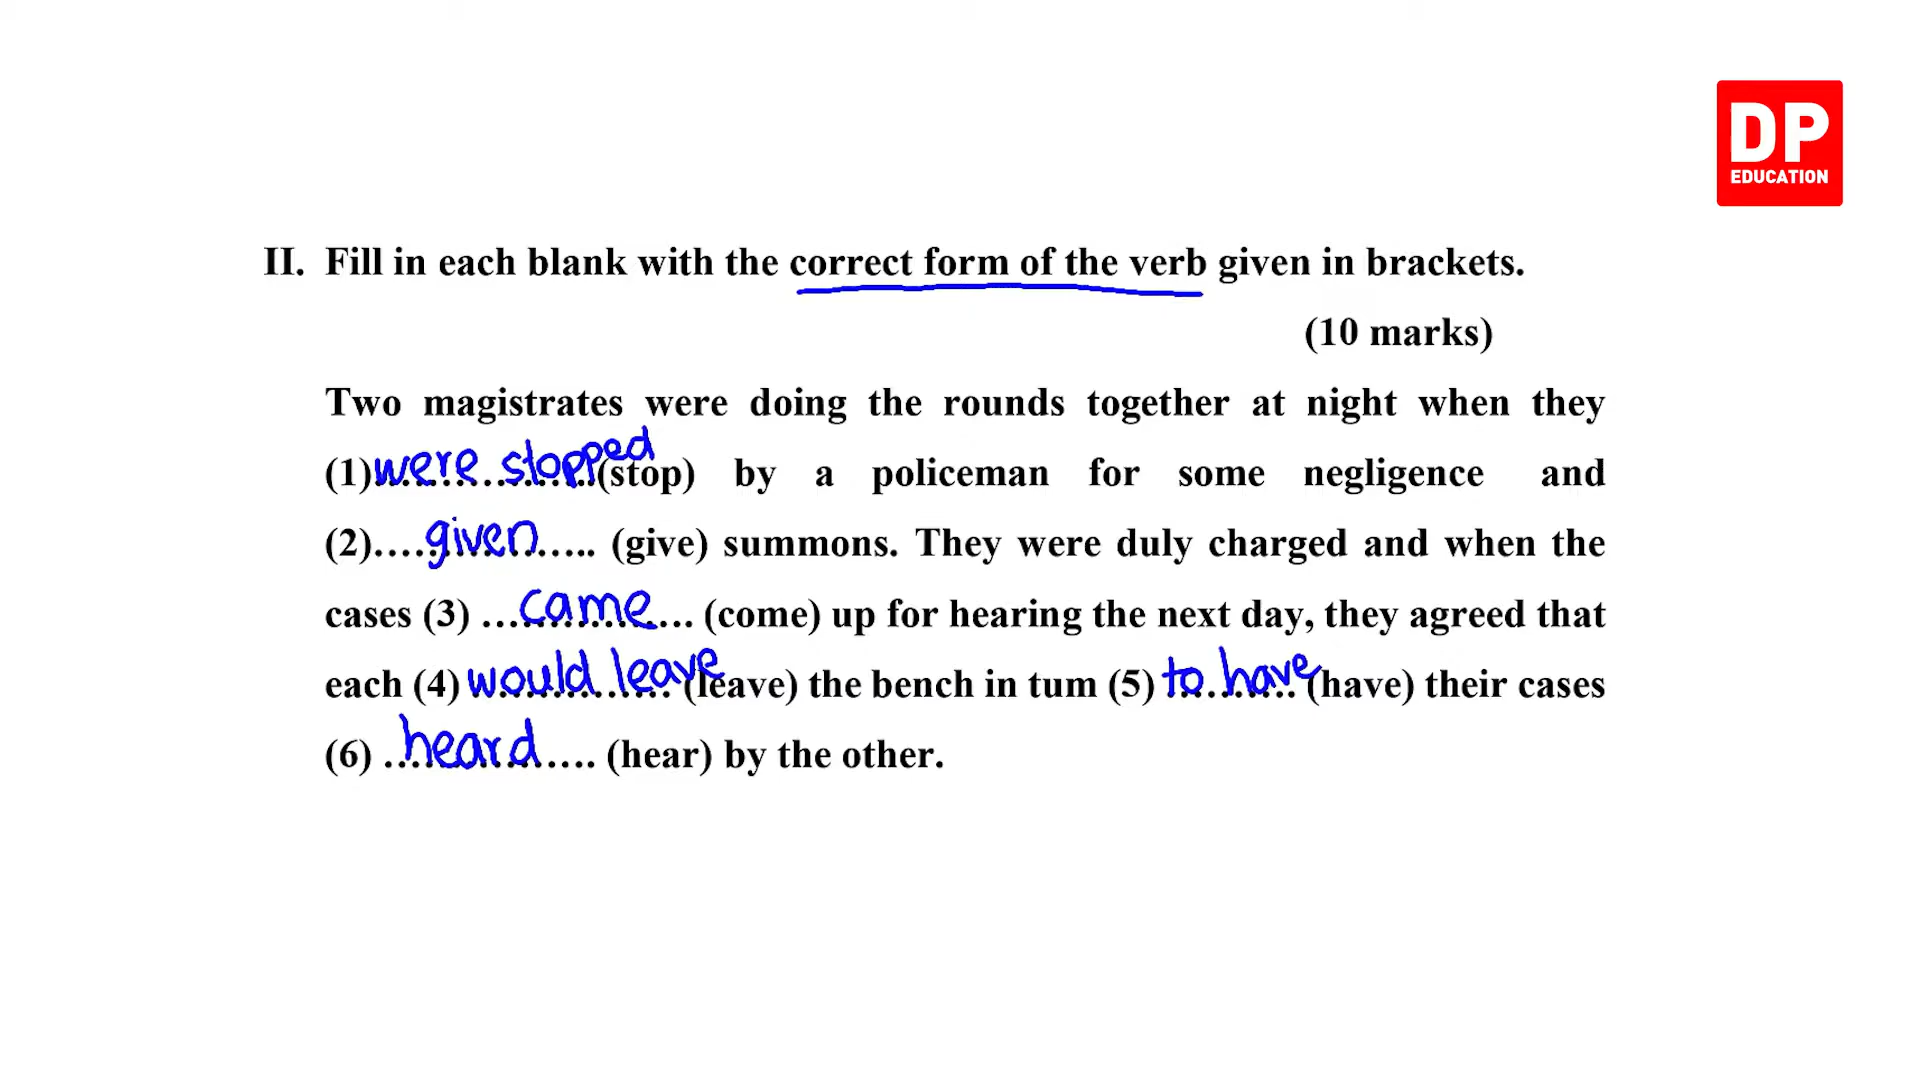 DP
EDUCATION
II. Fill in each blank with the correct form of the verb given in brackets.
(10 marks)
Two magistrates were doing the rounds together at night when they
(1)were stopped(stop) by a policeman for some negligence and
(2)....given.... (give) summons. They were duly charged and when the
cases (3) ...came.... (come) up for hearing the next day, they agreed that
each (4) would leave (leave) the bench in tum (5) to have (have) their cases
(6) ...heard.... (hear) by the other.